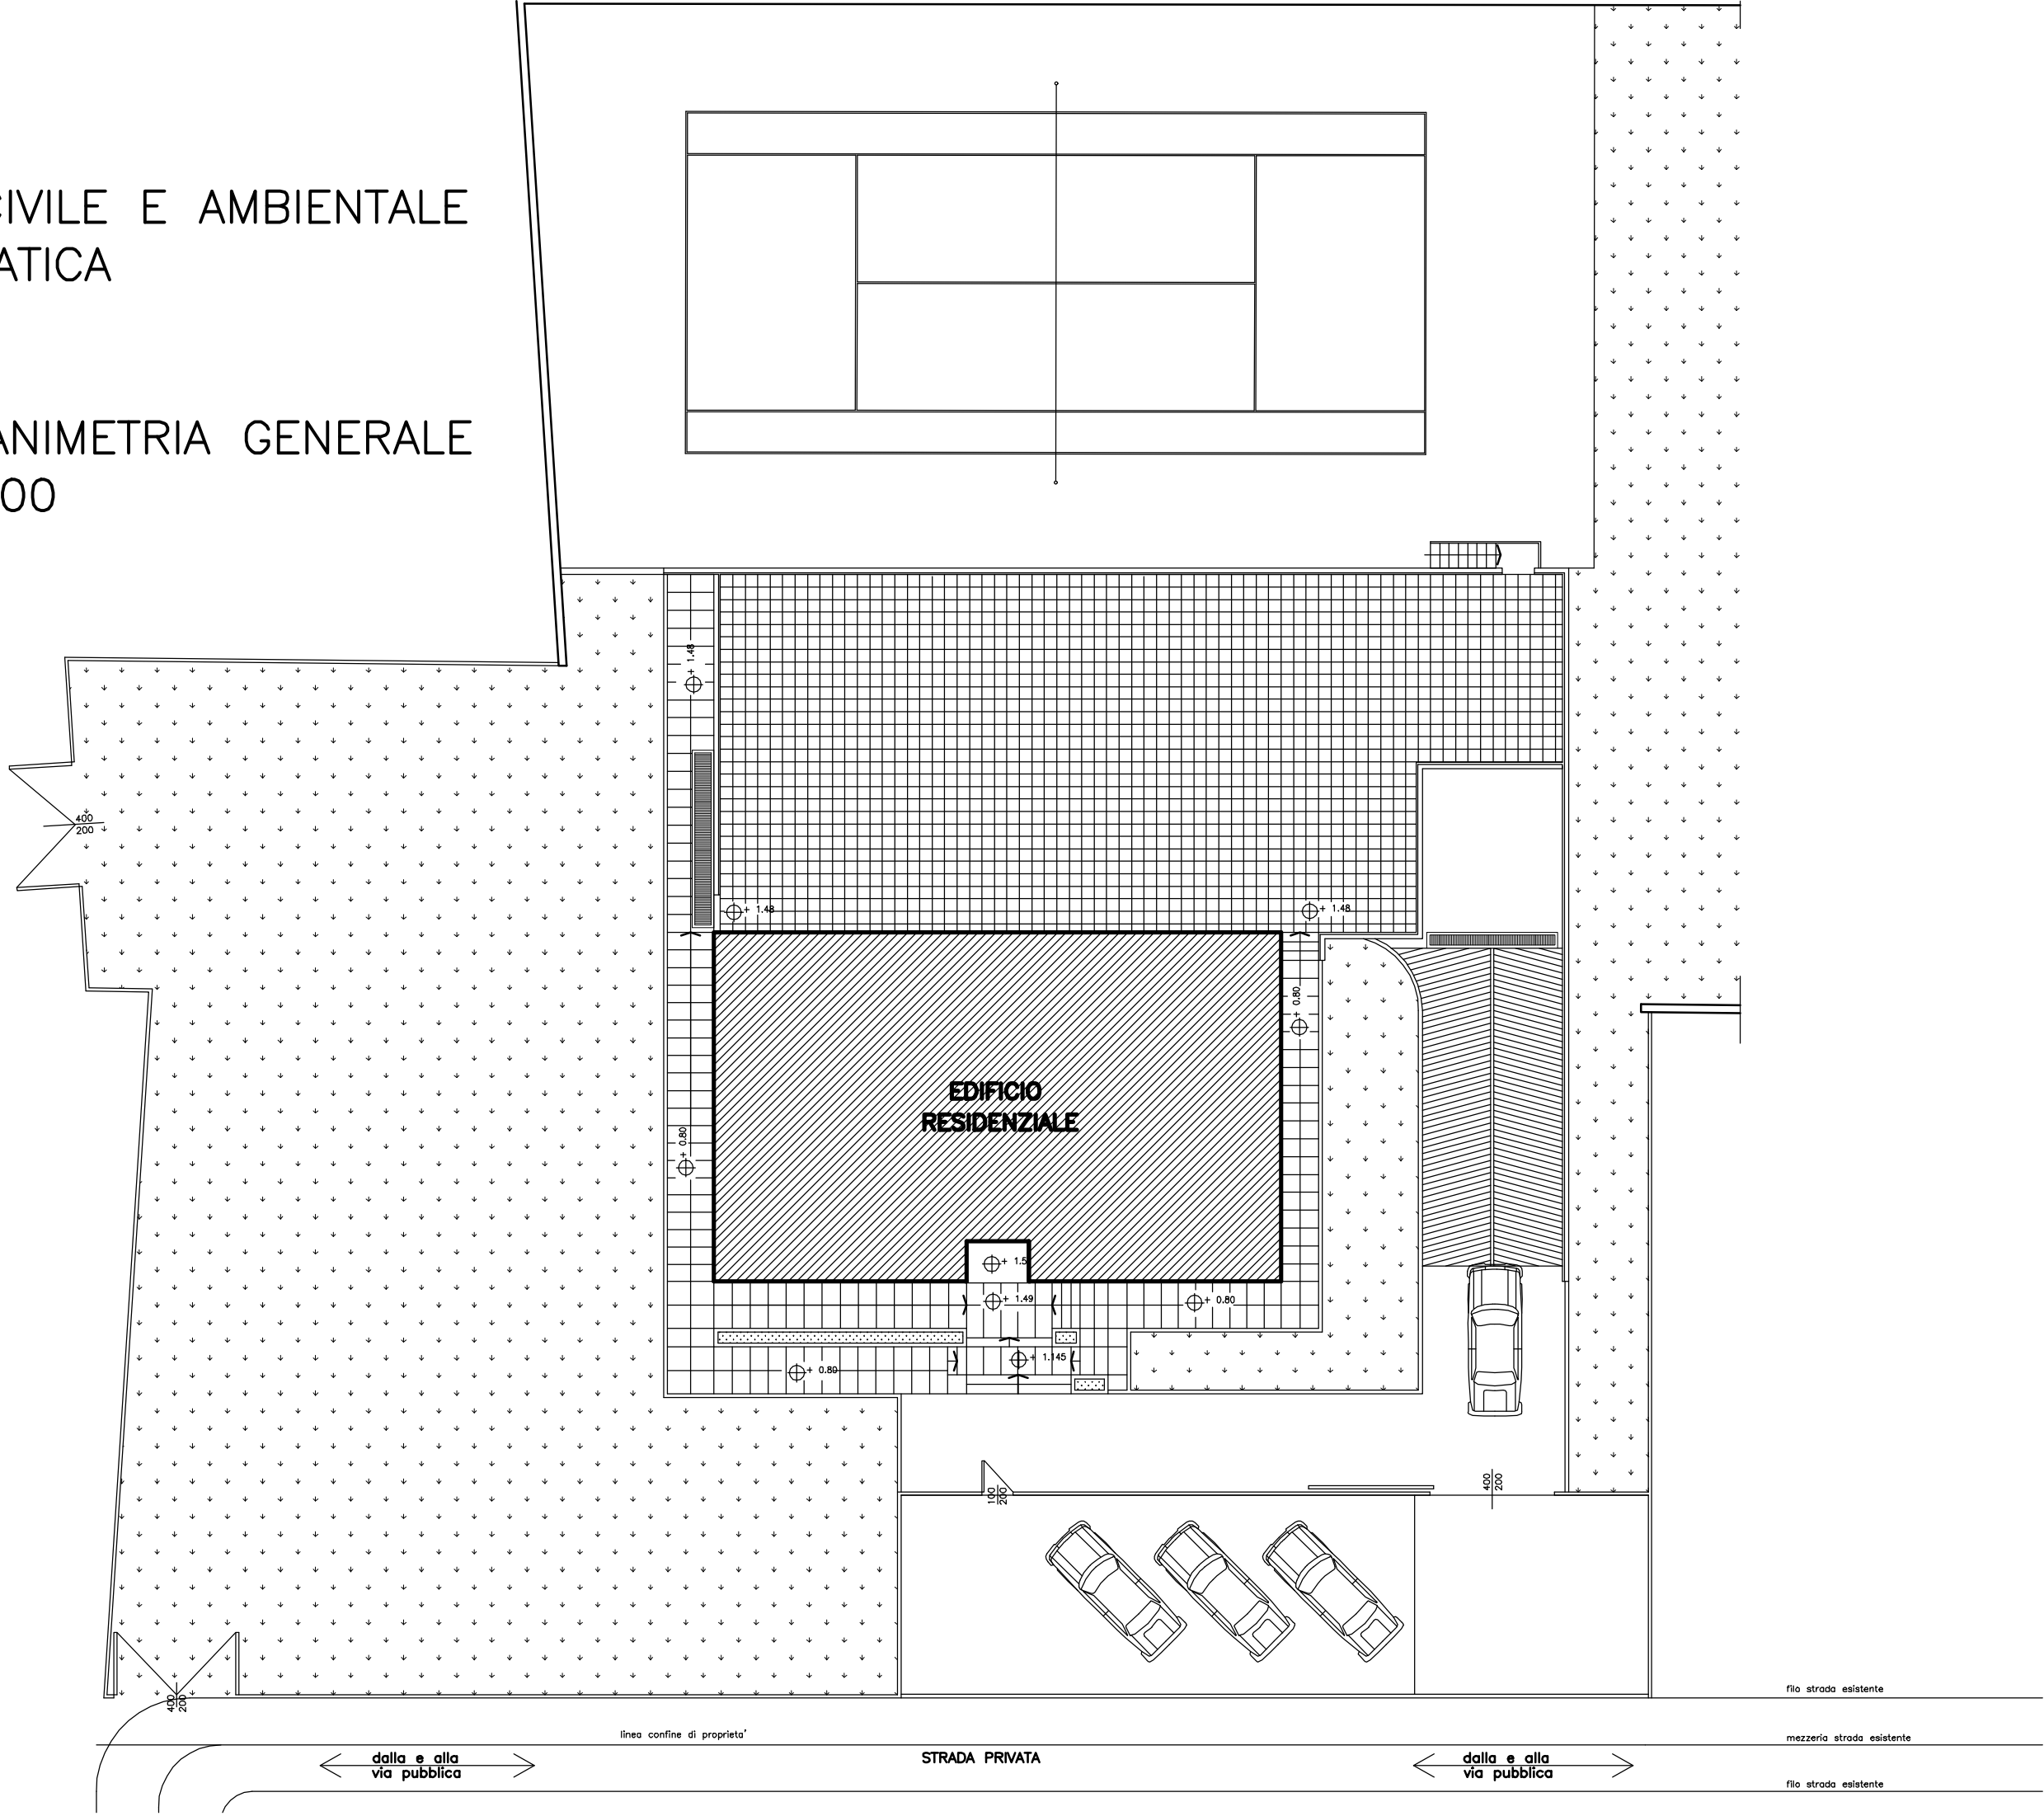 CIVILE E AMBIENTALE
ATICA
ANIMETRIA GENERALE
00
+ 1.48
400
200
+ 1.48
+ 1.48
+ 0.80
EDIFICIO
RESIDENZIALE
+ 0.80
+ 1.5
+ 1.49
+ 0.80
+ 1.145
+ 0.80
100
200
400
200
400
200
filo strada esistente
linea confine di proprieta'
mezzeria strada esistente
dalla e alla
via pubblica
STRADA PRIVATA
dalla e alla
via pubblica
filo strada esistente